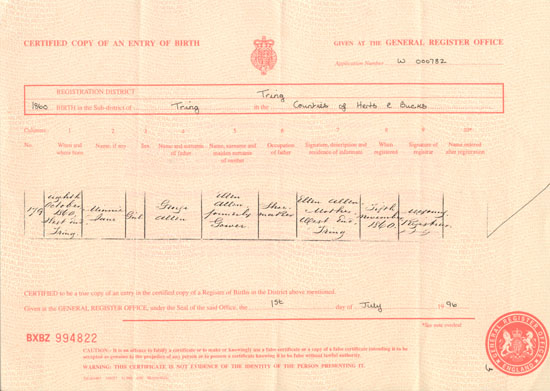 CERTIFIED COPY OF AN ENTRY OF BIRTH
GIVEN AT THE GENERAL REGISTER OFFICE
Application Number W 000782
REGISTRATION DISTRICT Tring
1860 BIRTH in the Sub-district of Tring in the Counties of Herts & Bucks
Columns:- 1 2 3 4 5 6 7 8 9 10*
No. When and where born Name, if any Sex Name and surname of father Name, surname and maiden surname of mother Occupation of father Signature, description and residence of informant When registered Signature of registrar Name entered after registration
179 Eighth October 1860 West End Tring Minnie Jane Girl George Allen Ellen Allen formerly Gower Shoe maker Ellen Allen Mother West End Tring Fifth November 1860 Registrar
CERTIFIED to be a true copy of an entry in the certified copy of a Register of Births in the District above mentioned.
Given at the GENERAL REGISTER OFFICE, under the Seal of the said Office, the 1st day of July 1996
*See note overleaf
BXBZ 994822
CAUTION:- It is an offence to falsify a certificate or to make or knowingly use a false certificate or a copy of a false certificate intending it to be accepted as genuine to the prejudice of any person or to possess a certificate knowing it to be false without lawful authority.
WARNING: THIS CERTIFICATE IS NOT EVIDENCE OF THE IDENTITY OF THE PERSON PRESENTING IT.
GENERAL REGISTER OFFICE
ENGLAND